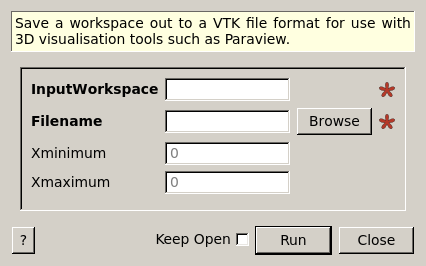 Save a workspace out to a VTK file format for use with
3D visualisation tools such as Paraview.
InputWorkspace *
Filename Browse *
Xminimum 0
Xmaximum 0
? Keep Open Run Close